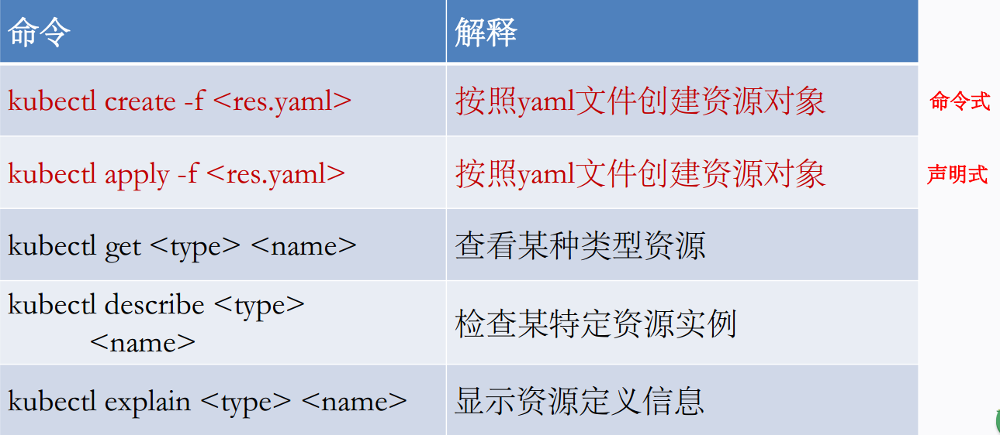 命令 解释
kubectl create -f <res.yaml> 按照yaml文件创建资源对象 命令式
kubectl apply -f <res.yaml> 按照yaml文件创建资源对象 声明式
kubectl get <type> <name> 查看某种类型资源
kubectl describe <type>
<name>
检查某特定资源实例
kubectl explain <type> <name> 显示资源定义信息